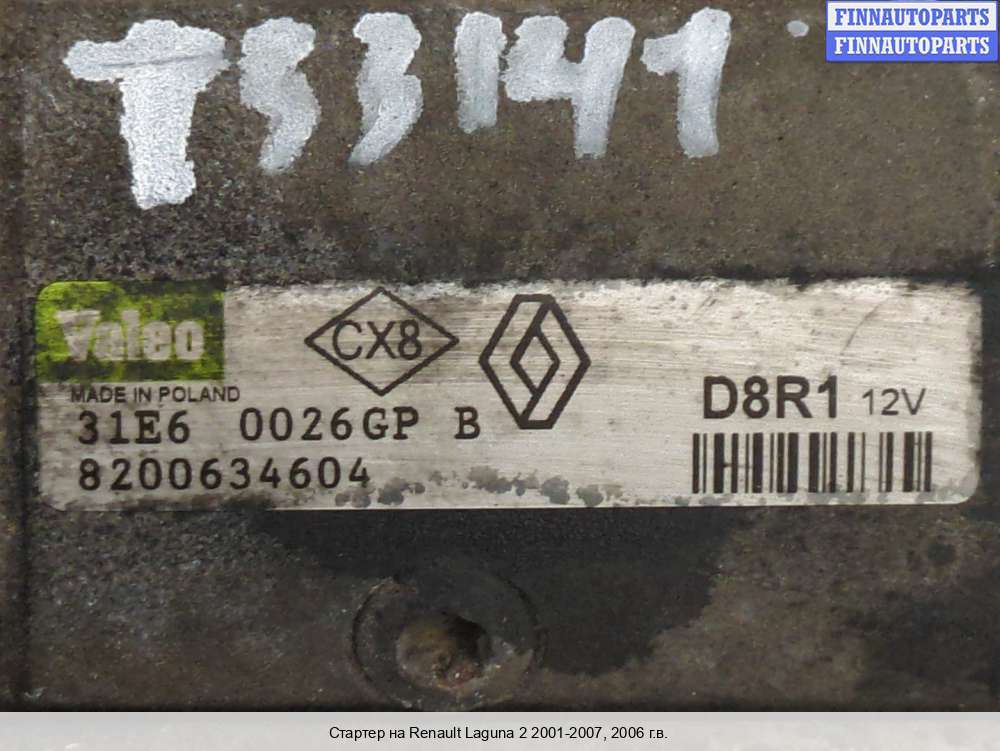 FINNAUTOPARTS
FINNAUTOPARTS
T33141
Valeo
CX8
MADE IN POLAND
D8R1 12V
31E6 0026GP B
8200634604
Стартер на Renault Laguna 2 2001-2007, 2006 г.в.